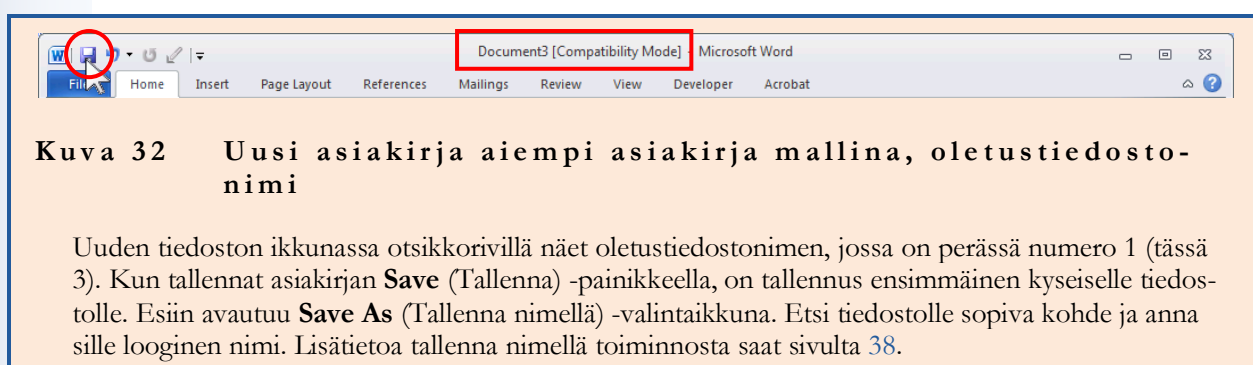 Document3 [Compatibility Mode] - Microsoft Word
Home Insert Page Layout References Mailings Review View Developer Acrobat
Kuva 32 Uusi asiakirja aiempi asiakirja mallina, oletustiedosto-
nimi
Uuden tiedoston ikkunassa otsikkorivillä näet oletustiedostonimen, jossa on perässä numero 1 (tässä
3). Kun tallennat asiakirjan Save (Tallenna) -painikkeella, on tallennus ensimmäinen kyseiselle tiedos-
tolle. Esiin avautuu Save As (Tallenna nimellä) -valintaikkuna. Etsi tiedostolle sopiva kohde ja anna
sille looginen nimi. Lisätietoa tallenna nimellä toiminnosta saat sivulta 38.